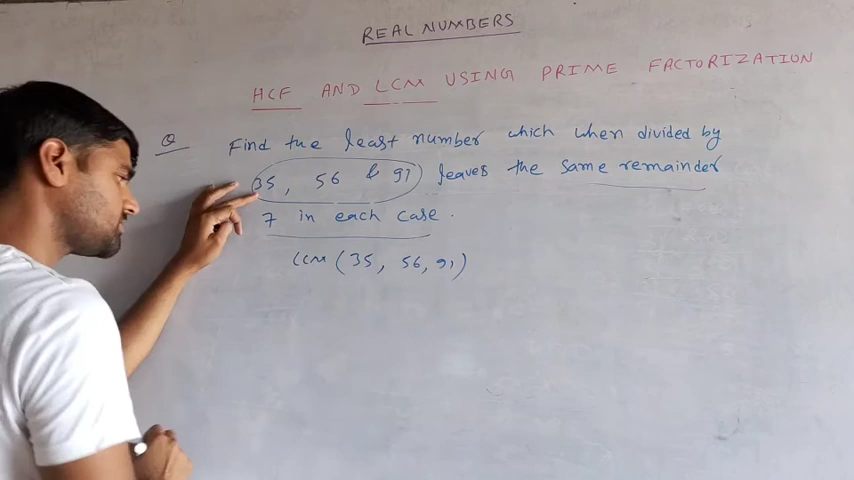 REAL NUMBERS
HCF AND LCM USING PRIME FACTORIZATION
Q Find the least number which when divided by
35, 56 & 91 leaves the same remainder
7 in each case.
LCM (35, 56, 91)